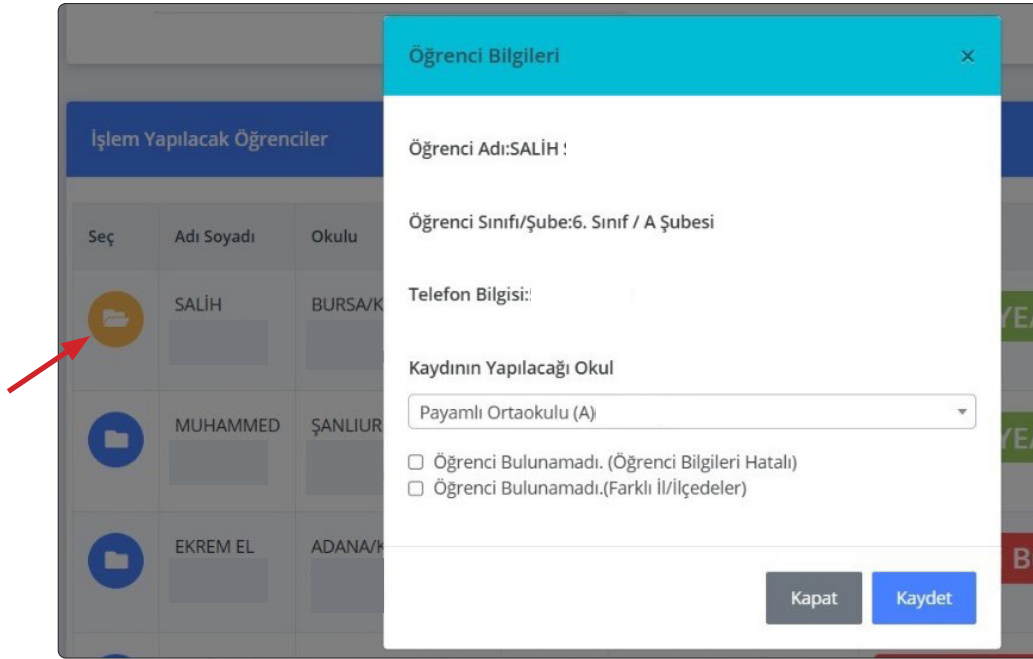 Öğrenci Bilgileri
×
İşlem Yapılacak Öğrenciler
Öğrenci Adı:SALİH
Öğrenci Sınıfı/Şube:6. Sınıf / A Şubesi
Telefon Bilgisi:
Kaydının Yapılacağı Okul
Payamlı Ortaokulu (A)
Öğrenci Bulunamadı. (Öğrenci Bilgileri Hatalı)
Öğrenci Bulunamadı.(Farklı İl/İlçedeler)
Kapat Kaydet
Seç Adı Soyadı Okulu
SALİH BURSA/K
MUHAMMED ŞANLIUR
EKREM EL ADANA/K